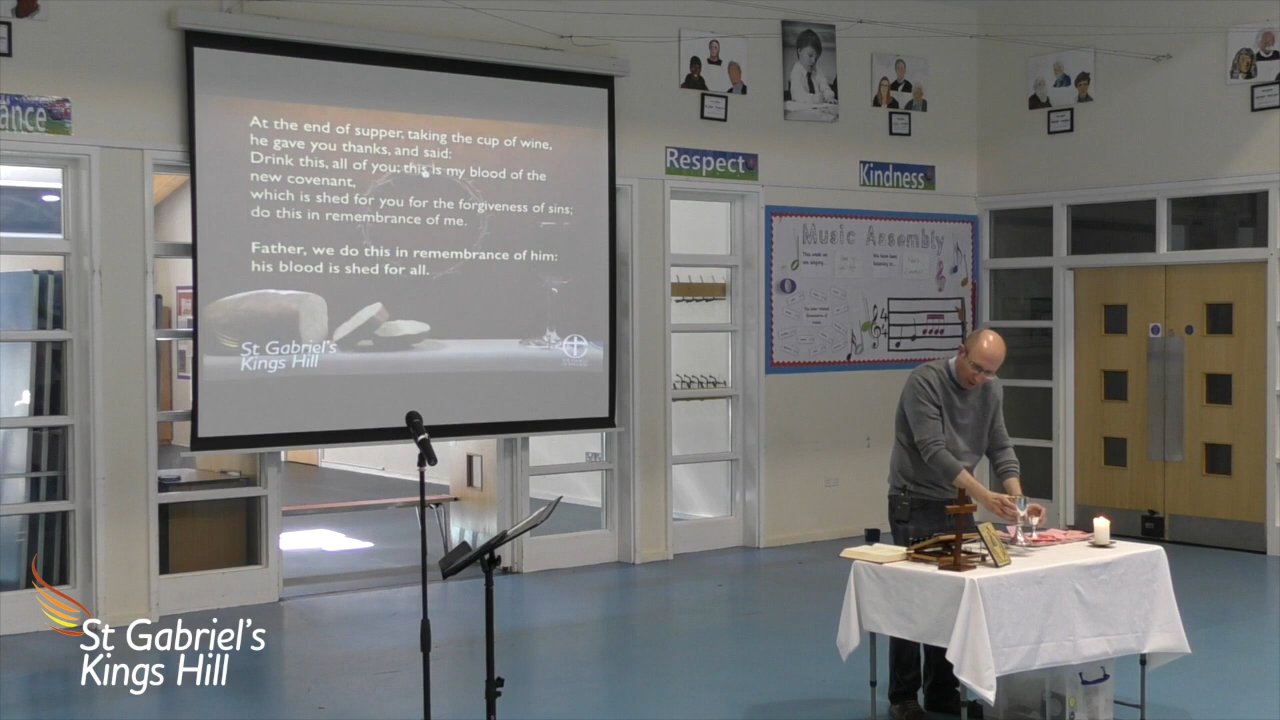 ance
At the end of supper, taking the cup of wine,
he gave you thanks, and said:
Drink this, all of you; this is my blood of the
new covenant,
which is shed for you for the forgiveness of sins;
do this in remembrance of me.
Father, we do this in remembrance of him:
his blood is shed for all.
St Gabriel's
Kings Hill
Respect
Kindness
Music Assembly
St Gabriel's
Kings Hill